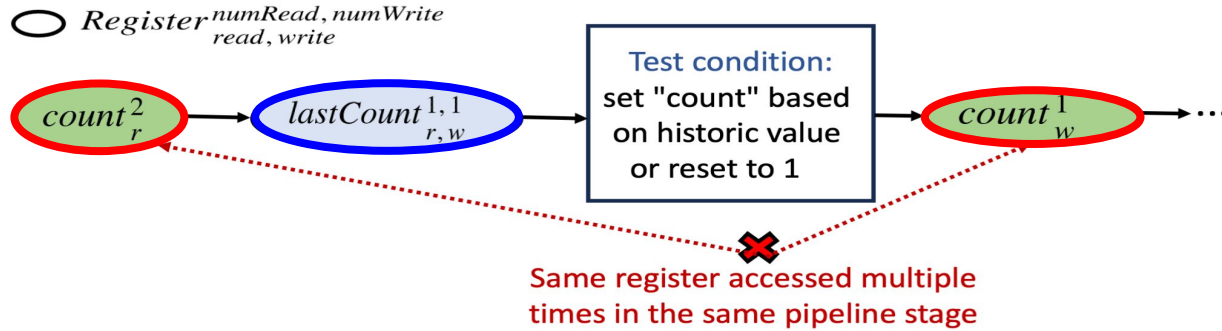 Register^{numRead, numWrite}_{read, write}
count^{2}_{r}
lastCount^{1, 1}_{r, w}
Test condition:
set "count" based
on historic value
or reset to 1
count^{1}_{w}
...
Same register accessed multiple
times in the same pipeline stage